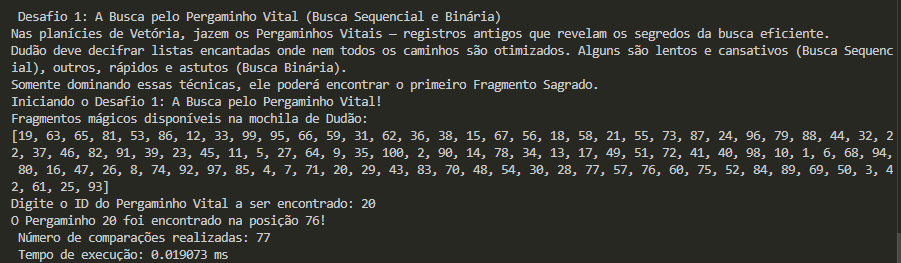 Desafio 1: A Busca pelo Pergaminho Vital (Busca Sequencial e Binária)
Nas planícies de Vetória, jazem os Pergaminhos Vitais — registros antigos que revelam os segredos da busca eficiente.
Dudão deve decifrar listas encantadas onde nem todos os caminhos são otimizados. Alguns são lentos e cansativos (Busca Sequenc
ial), outros, rápidos e astutos (Busca Binária).
Somente dominando essas técnicas, ele poderá encontrar o primeiro Fragmento Sagrado.
Iniciando o Desafio 1: A Busca pelo Pergaminho Vital!
Fragmentos mágicos disponíveis na mochila de Dudão:
[19, 63, 65, 81, 53, 86, 12, 33, 99, 95, 66, 59, 31, 62, 36, 38, 15, 67, 56, 18, 58, 21, 55, 73, 87, 24, 96, 79, 88, 44, 32, 2
2, 37, 46, 82, 91, 39, 23, 45, 11, 5, 27, 64, 9, 35, 100, 2, 90, 14, 78, 34, 13, 17, 49, 51, 72, 41, 40, 98, 10, 1, 6, 68, 94,
80, 16, 47, 26, 8, 74, 92, 97, 85, 4, 7, 71, 20, 29, 43, 83, 70, 48, 54, 30, 28, 77, 57, 76, 60, 75, 52, 84, 89, 69, 50, 3, 4
2, 61, 25, 93]
Digite o ID do Pergaminho Vital a ser encontrado: 20
O Pergaminho 20 foi encontrado na posição 76!
Número de comparações realizadas: 77
Tempo de execução: 0.019073 ms